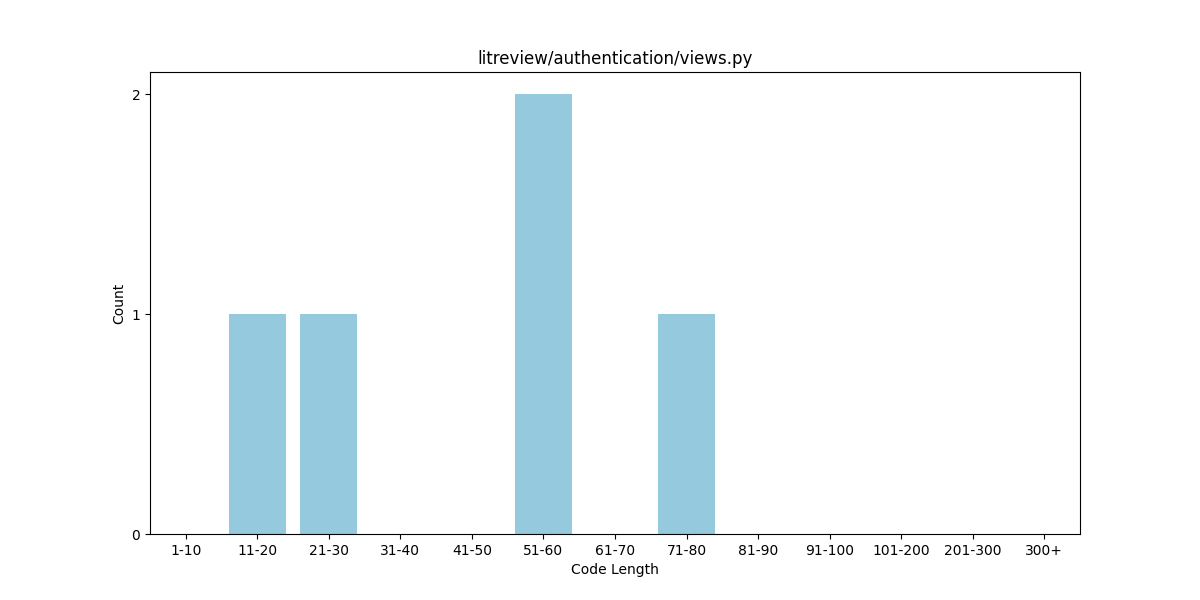 litreview/authentication/views.py
Count
2
1
0
1-10 11-20 21-30 31-40 41-50 51-60 61-70 71-80 81-90 91-100 101-200 201-300 300+
Code Length